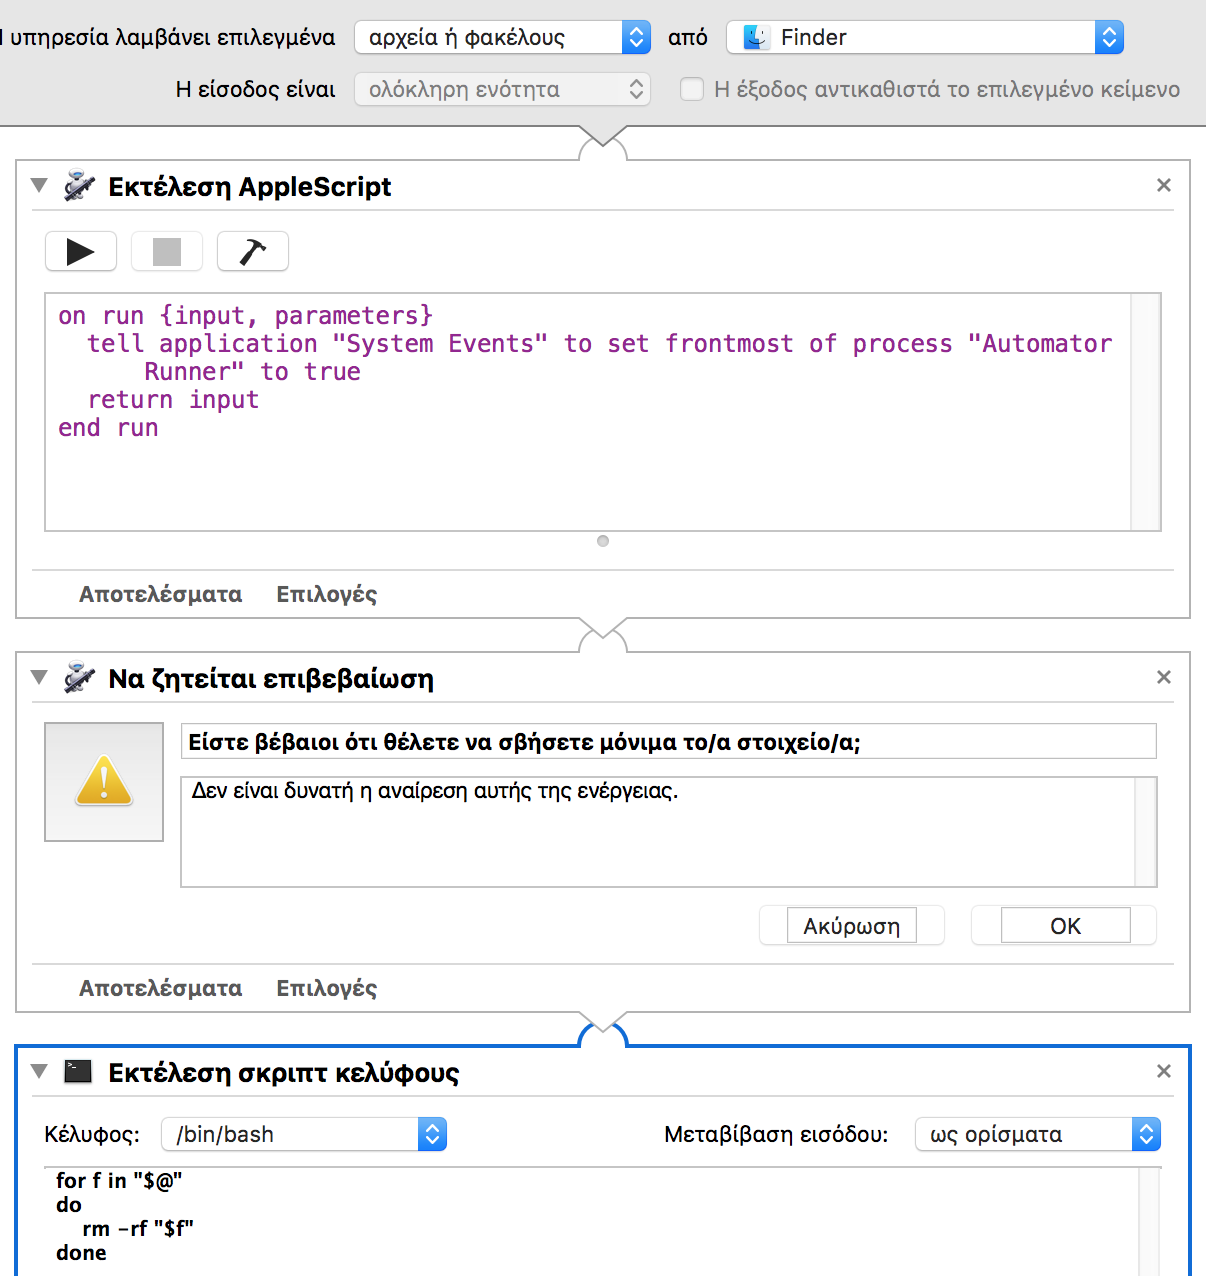 υπηρεσία λαμβάνει επιλεγμένα αρχεία ή φακέλους από Finder
Η είσοδος είναι ολόκληρη ενότητα Η έξοδος αντικαθιστά το επιλεγμένο κείμενο
Εκτέλεση AppleScript
on run {input, parameters}
tell application "System Events" to set frontmost of process "Automator
Runner" to true
return input
end run
Αποτελέσματα Επιλογές
Να ζητείται επιβεβαίωση
Είστε βέβαιοι ότι θέλετε να σβήσετε μόνιμα το/α στοιχείο/α;
Δεν είναι δυνατή η αναίρεση αυτής της ενέργειας.
Ακύρωση OK
Αποτελέσματα Επιλογές
Εκτέλεση σκριπτ κελύφους
Κέλυφος: /bin/bash Μεταβίβαση εισόδου: ως ορίσματα
for f in "$@"
do
rm -rf "$f"
done